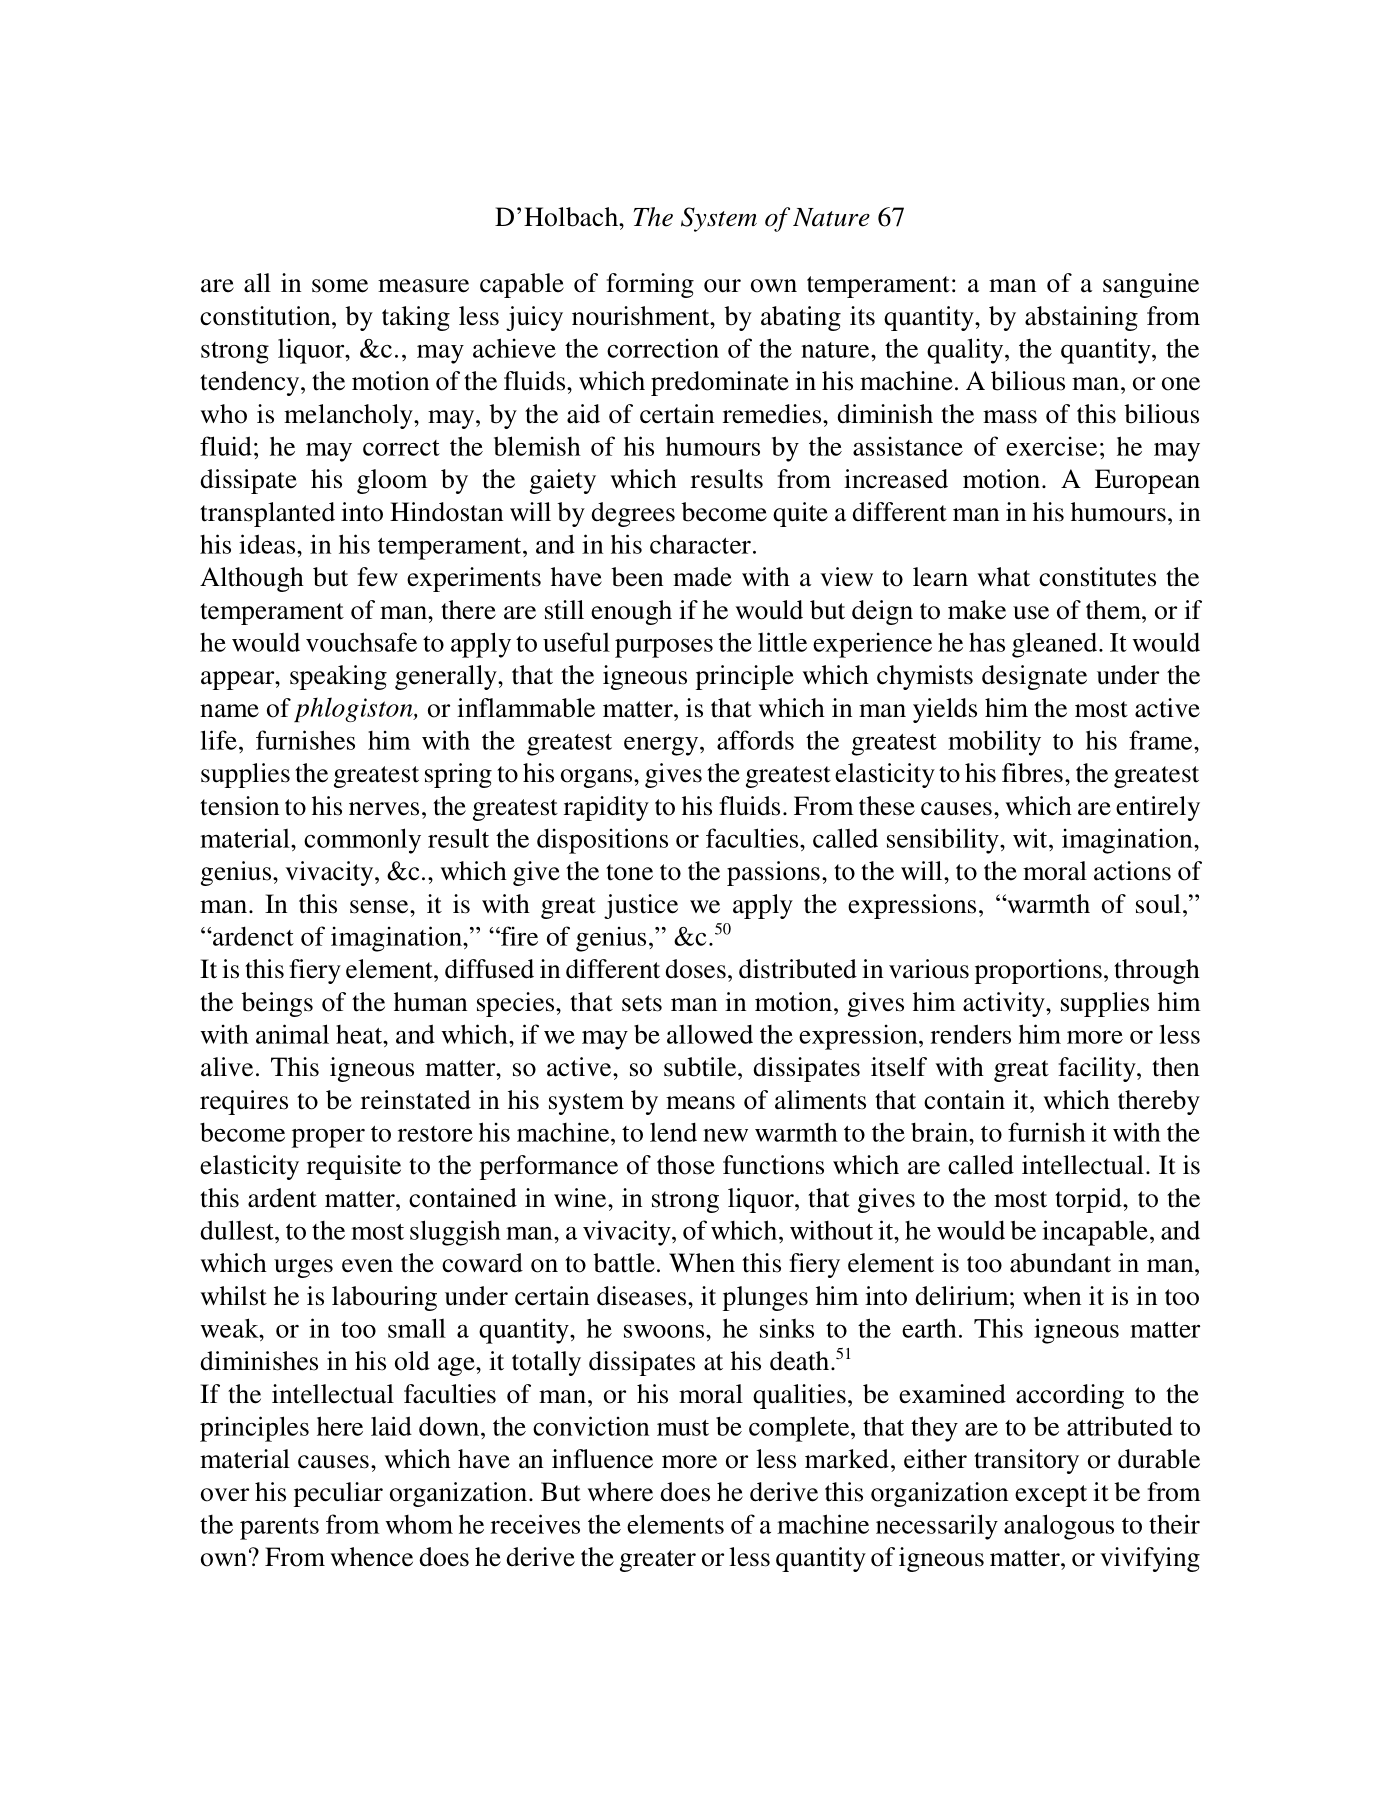 D’Holbach, The System of Nature 67
are all in some measure capable of forming our own temperament: a man of a sanguine
constitution, by taking less juicy nourishment, by abating its quantity, by abstaining from
strong liquor, &c., may achieve the correction of the nature, the quality, the quantity, the
tendency, the motion of the fluids, which predominate in his machine. A bilious man, or one
who is melancholy, may, by the aid of certain remedies, diminish the mass of this bilious
fluid; he may correct the blemish of his humours by the assistance of exercise; he may
dissipate his gloom by the gaiety which results from increased motion. A European
transplanted into Hindostan will by degrees become quite a different man in his humours, in
his ideas, in his temperament, and in his character.
Although but few experiments have been made with a view to learn what constitutes the
temperament of man, there are still enough if he would but deign to make use of them, or if
he would vouchsafe to apply to useful purposes the little experience he has gleaned. It would
appear, speaking generally, that the igneous principle which chymists designate under the
name of phlogiston, or inflammable matter, is that which in man yields him the most active
life, furnishes him with the greatest energy, affords the greatest mobility to his frame,
supplies the greatest spring to his organs, gives the greatest elasticity to his fibres, the greatest
tension to his nerves, the greatest rapidity to his fluids. From these causes, which are entirely
material, commonly result the dispositions or faculties, called sensibility, wit, imagination,
genius, vivacity, &c., which give the tone to the passions, to the will, to the moral actions of
man. In this sense, it is with great justice we apply the expressions, “warmth of soul,”
“ardenct of imagination,” “fire of genius,” &c.50
It is this fiery element, diffused in different doses, distributed in various proportions, through
the beings of the human species, that sets man in motion, gives him activity, supplies him
with animal heat, and which, if we may be allowed the expression, renders him more or less
alive. This igneous matter, so active, so subtile, dissipates itself with great facility, then
requires to be reinstated in his system by means of aliments that contain it, which thereby
become proper to restore his machine, to lend new warmth to the brain, to furnish it with the
elasticity requisite to the performance of those functions which are called intellectual. It is
this ardent matter, contained in wine, in strong liquor, that gives to the most torpid, to the
dullest, to the most sluggish man, a vivacity, of which, without it, he would be incapable, and
which urges even the coward on to battle. When this fiery element is too abundant in man,
whilst he is labouring under certain diseases, it plunges him into delirium; when it is in too
weak, or in too small a quantity, he swoons, he sinks to the earth. This igneous matter
diminishes in his old age, it totally dissipates at his death.51
If the intellectual faculties of man, or his moral qualities, be examined according to the
principles here laid down, the conviction must be complete, that they are to be attributed to
material causes, which have an influence more or less marked, either transitory or durable
over his peculiar organization. But where does he derive this organization except it be from
the parents from whom he receives the elements of a machine necessarily analogous to their
own? From whence does he derive the greater or less quantity of igneous matter, or vivifying